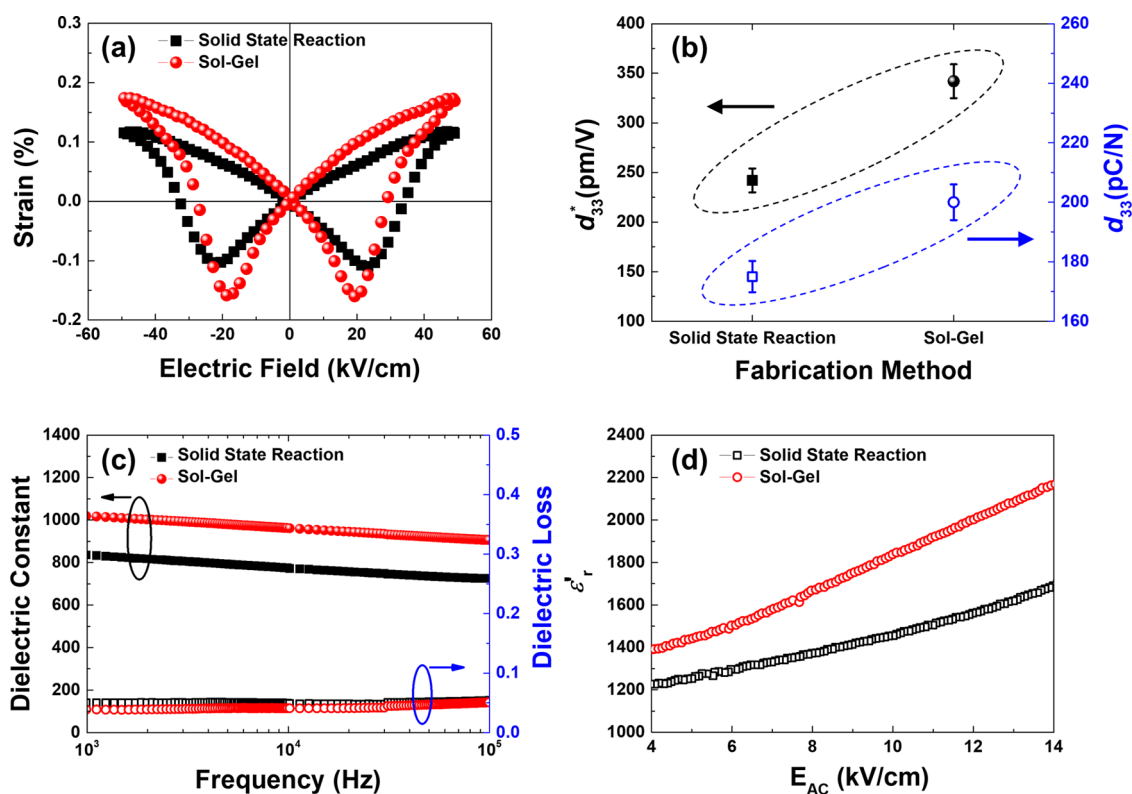 (a)
Solid State Reaction
Sol-Gel
0.3
0.2
0.1
0.0
-0.1
-0.2
-60 -40 -20 0 20 40 60
Strain (%)
Electric Field (kV/cm)
(b)
400
350
300
250
200
150
100
d*33(pm/V)
260
240
220
200
180
160
d33(pC/N)
Solid State Reaction Sol-Gel
Fabrication Method
(c)
Solid State Reaction
Sol-Gel
1400
1200
1000
800
600
400
200
0
Dielectric Constant
0.5
0.4
0.3
0.2
0.1
0.0
Dielectric Loss
10³ 10⁴ 10⁵
Frequency (Hz)
(d)
Solid State Reaction
Sol-Gel
2400
2200
2000
1800
1600
1400
1200
1000
ε'r
4 6 8 10 12 14
EAC (kV/cm)